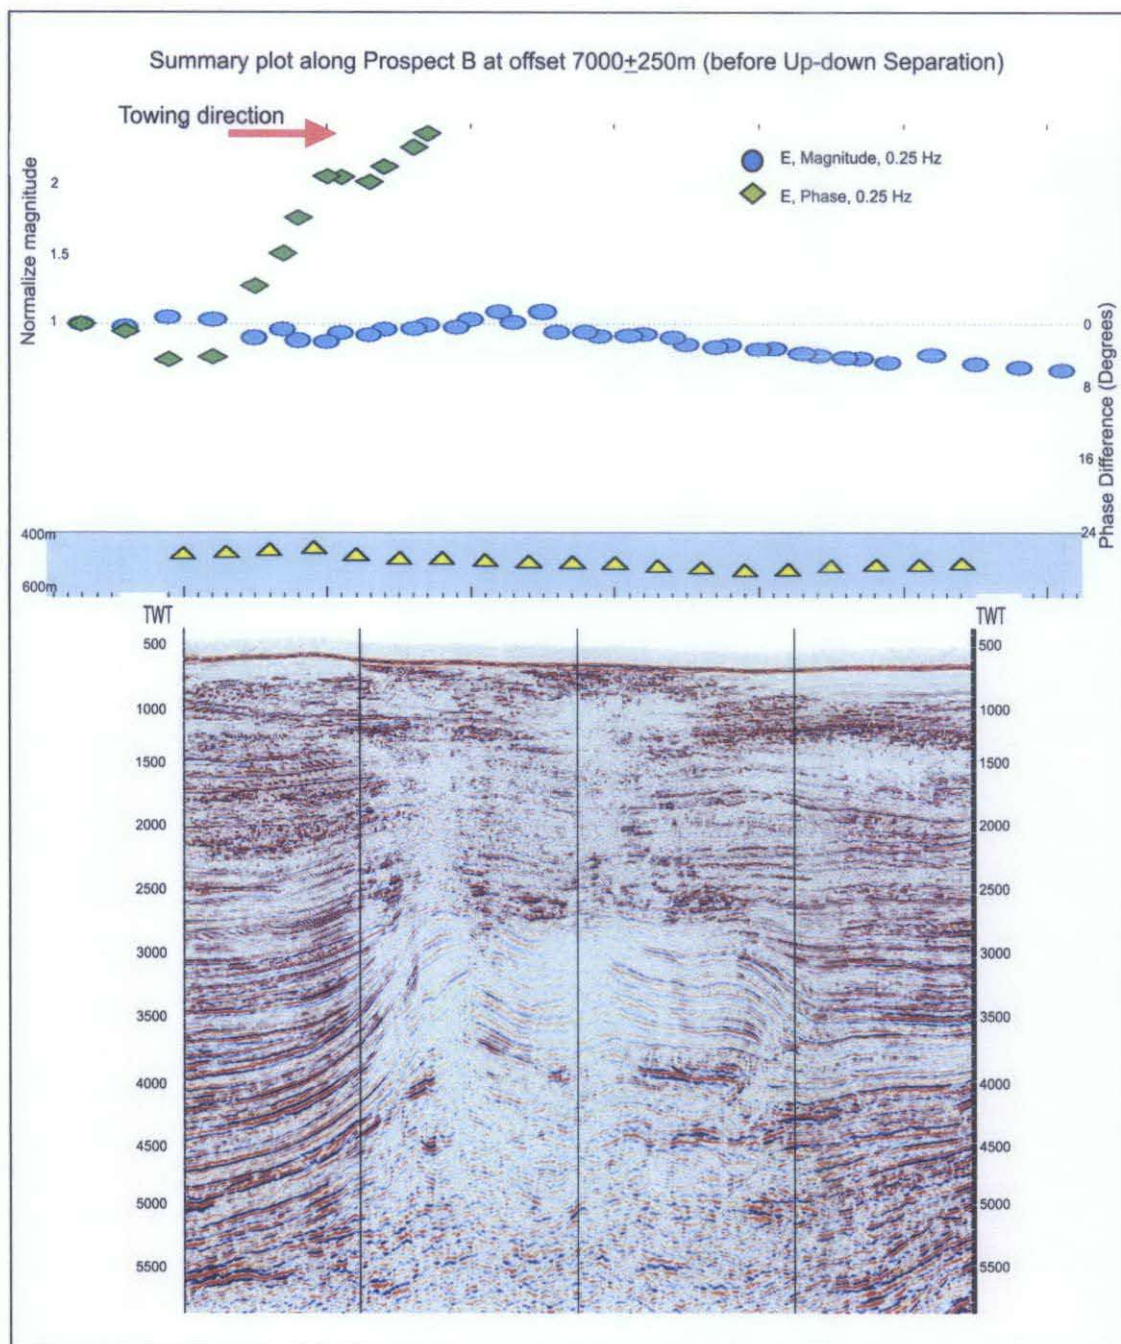 Summary plot along Prospect B at offset 7000±250m (before Up-down Separation)
Towing direction
E, Magnitude, 0.25 Hz
E, Phase, 0.25 Hz
Normalize magnitude
2
1.5
1
0
8
16
24
Phase Difference (Degrees)
400m
600m
TWT
TWT
500
500
1000
1000
1500
1500
2000
2000
2500
2500
3000
3000
3500
3500
4000
4000
4500
4500
5000
5000
5500
5500